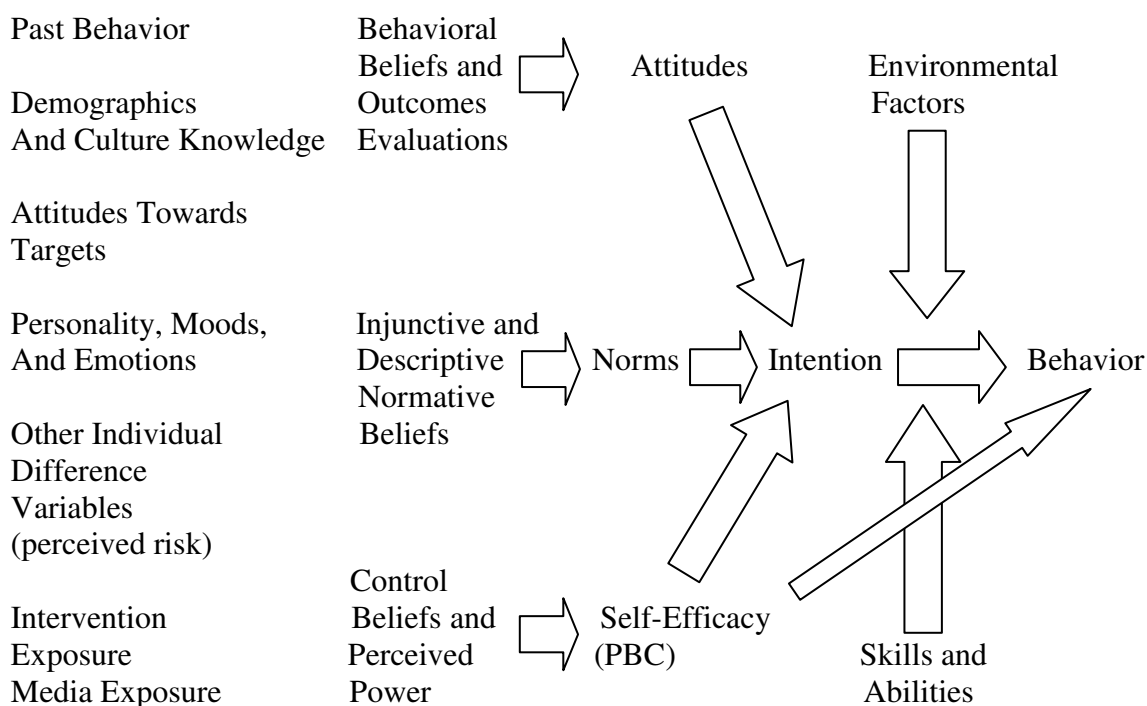 Past Behavior
Demographics
And Culture Knowledge
Attitudes Towards
Targets
Personality, Moods,
And Emotions
Other Individual
Difference
Variables
(perceived risk)
Intervention
Exposure
Media Exposure
Behavioral
Beliefs and
Outcomes
Evaluations
Injunctive and
Descriptive
Normative
Beliefs
Control
Beliefs and
Perceived
Power
Attitudes
Norms
Self-Efficacy
(PBC)
Intention
Environmental
Factors
Skills and
Abilities
Behavior